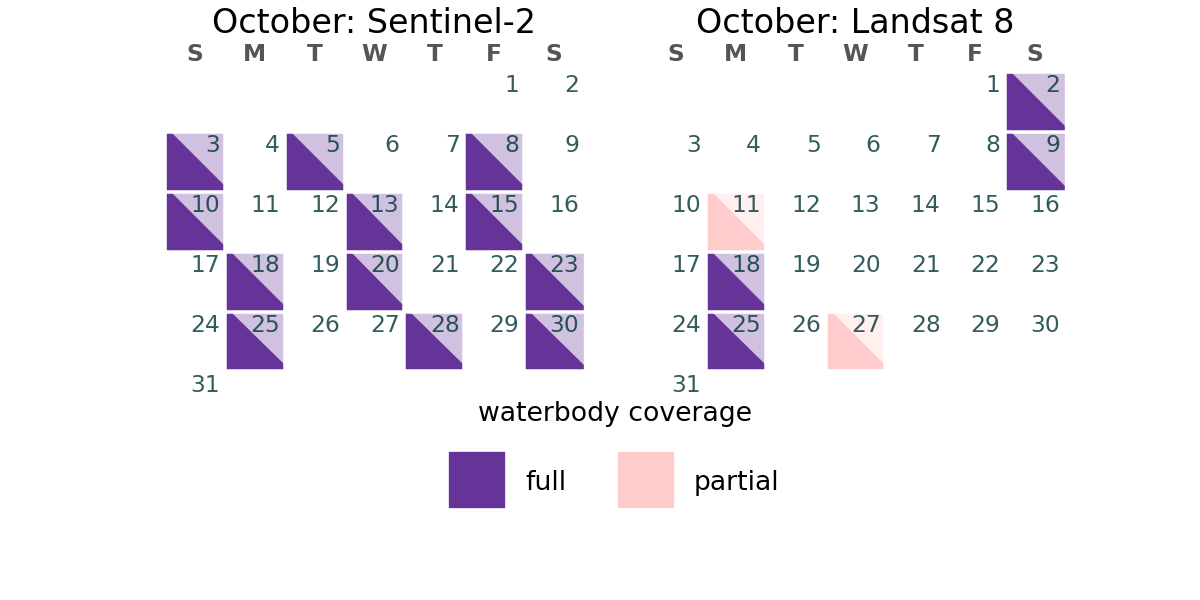 October: Sentinel-2
S M T W T F S
1 2
3 4 5 6 7 8 9
10 11 12 13 14 15 16
17 18 19 20 21 22 23
24 25 26 27 28 29 30
31
October: Landsat 8
S M T W T F S
1 2
3 4 5 6 7 8 9
10 11 12 13 14 15 16
17 18 19 20 21 22 23
24 25 26 27 28 29 30
31
waterbody coverage
full
partial